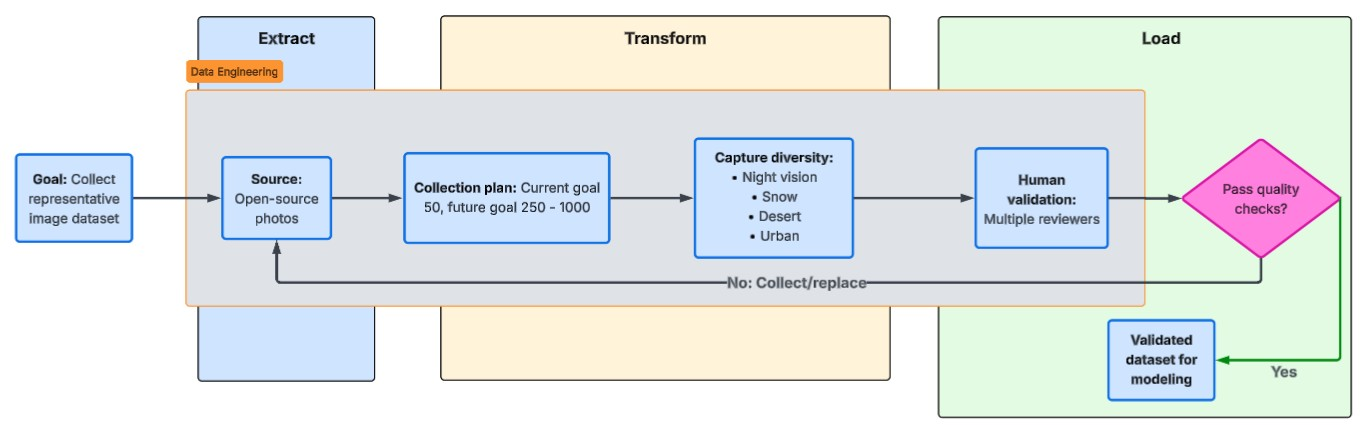 Extract
Transform
Load
Data Engineering
Goal: Collect
representative
image dataset
Source:
Open-source
photos
Collection plan: Current goal
50, future goal 250 - 1000
Capture diversity:
• Night vision
• Snow
• Desert
• Urban
Human
validation:
Multiple reviewers
Pass quality
checks?
No: Collect/replace
Validated
dataset for
modeling
Yes